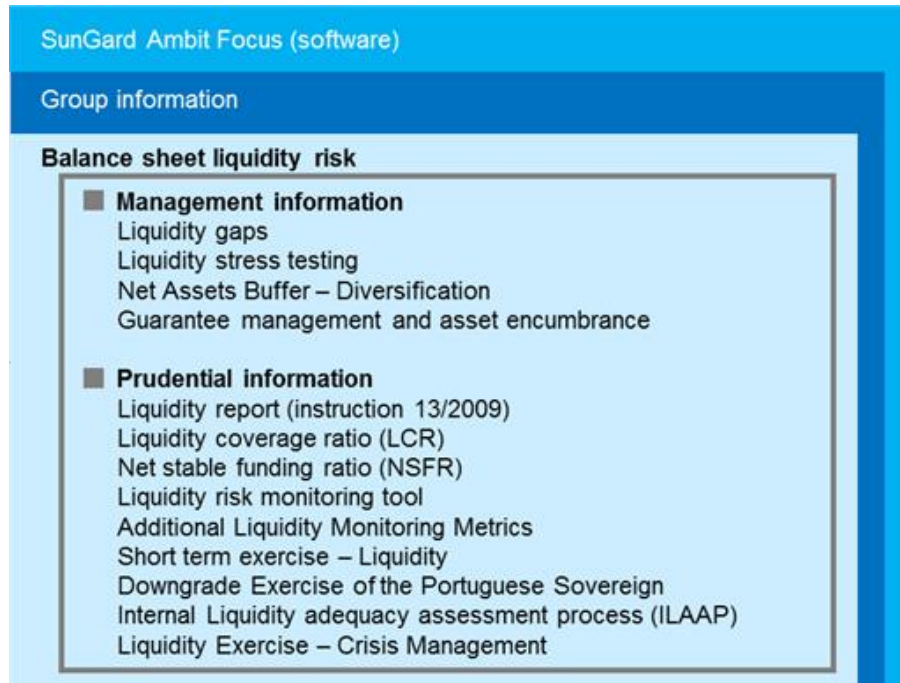 SunGard Ambit Focus (software)
Group information
Balance sheet liquidity risk
Management information
Liquidity gaps
Liquidity stress testing
Net Assets Buffer – Diversification
Guarantee management and asset encumbrance
Prudential information
Liquidity report (instruction 13/2009)
Liquidity coverage ratio (LCR)
Net stable funding ratio (NSFR)
Liquidity risk monitoring tool
Additional Liquidity Monitoring Metrics
Short term exercise – Liquidity
Downgrade Exercise of the Portuguese Sovereign
Internal Liquidity adequacy assessment process (ILAAP)
Liquidity Exercise – Crisis Management